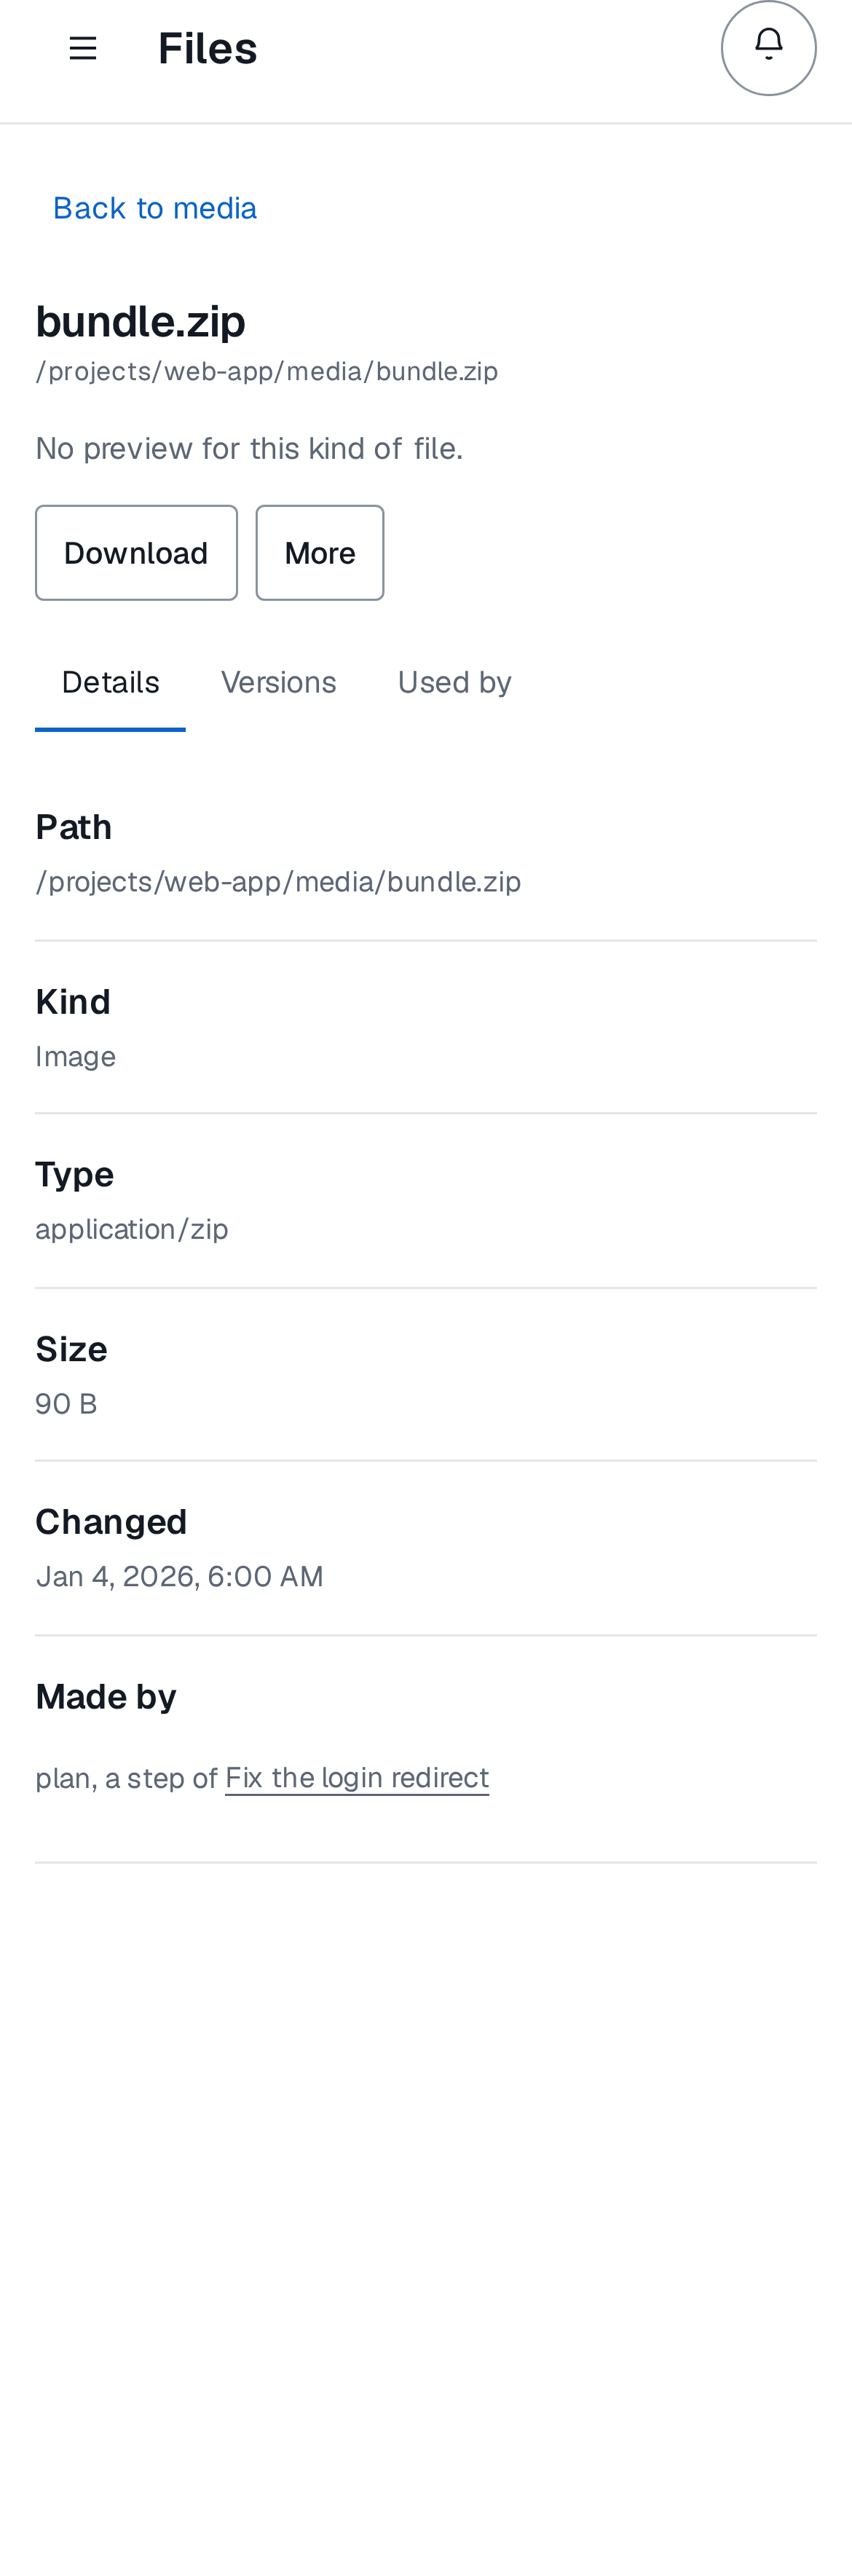 Files
Back to media
bundle.zip
/projects/web-app/media/bundle.zip
No preview for this kind of file.
Download More
Details Versions Used by
Path
/projects/web-app/media/bundle.zip
Kind
Image
Type
application/zip
Size
90 B
Changed
Jan 4, 2026, 6:00 AM
Made by
plan, a step of Fix the login redirect